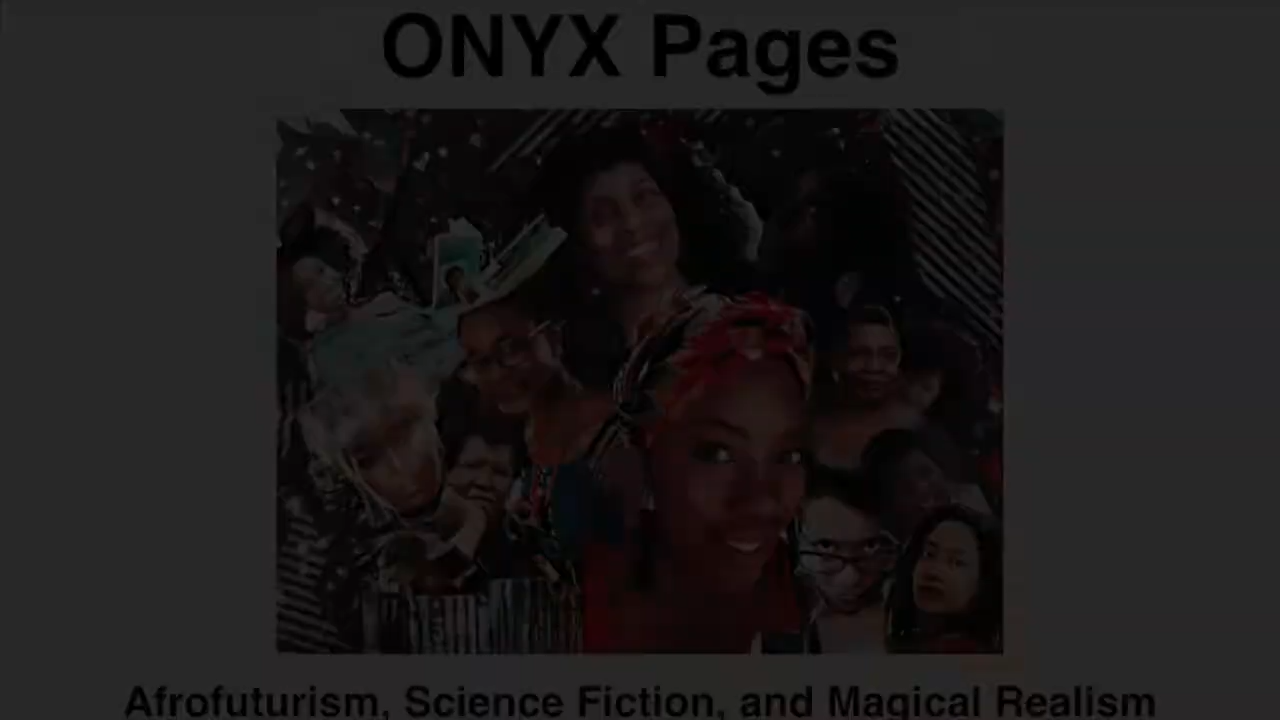 ONYX Pages
Afrofuturism, Science Fiction, and Magical Realism